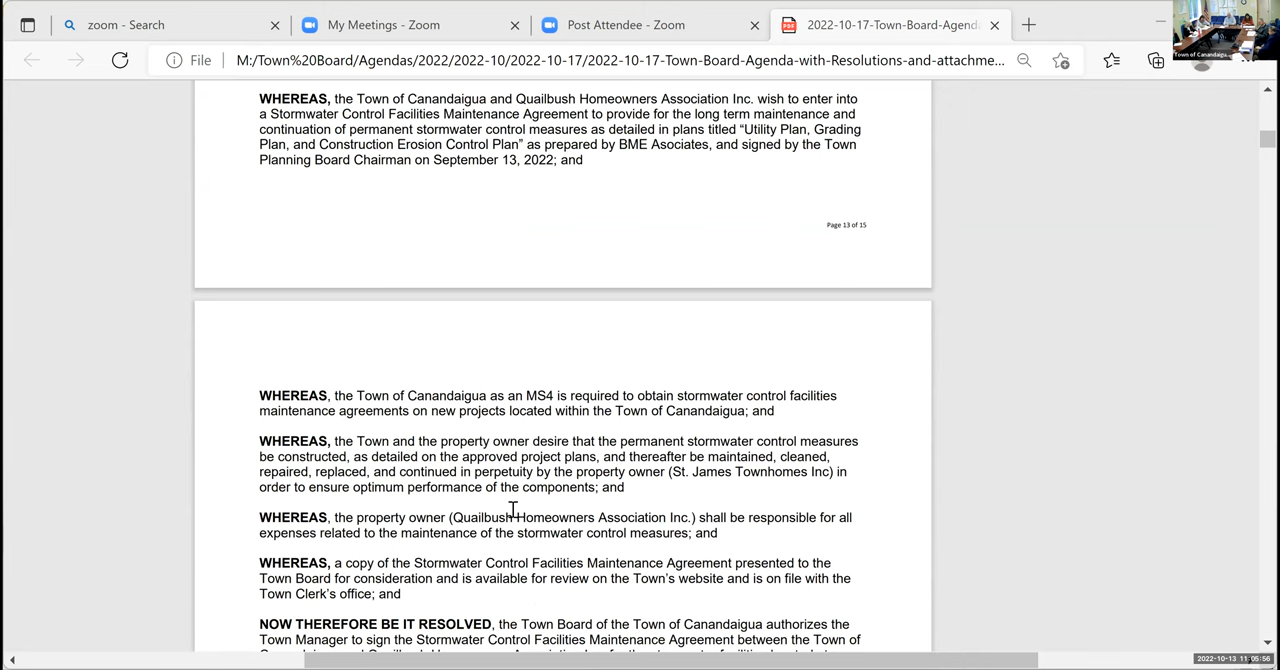 zoom - Search
My Meetings - Zoom
Post Attendee - Zoom
2022-10-17-Town-Board-Agenda
File
M:/Town%20Board/Agendas/2022/2022-10/2022-10-17/2022-10-17-Town-Board-Agenda-with-Resolutions-and-attachme...
Town of Canandaigu...
WHEREAS, the Town of Canandaigua and Quailbush Homeowners Association Inc. wish to enter into
a Stormwater Control Facilities Maintenance Agreement to provide for the long term maintenance and
continuation of permanent stormwater control measures as detailed in plans titled “Utility Plan, Grading
Plan, and Construction Erosion Control Plan” as prepared by BME Asociates, and signed by the Town
Planning Board Chairman on September 13, 2022; and
Page 13 of 15
WHEREAS, the Town of Canandaigua as an MS4 is required to obtain stormwater control facilities
maintenance agreements on new projects located within the Town of Canandaigua; and
WHEREAS, the Town and the property owner desire that the permanent stormwater control measures
be constructed, as detailed on the approved project plans, and thereafter be maintained, cleaned,
repaired, replaced, and continued in perpetuity by the property owner (St. James Townhomes Inc) in
order to ensure optimum performance of the components; and
WHEREAS, the property owner (Quailbush Homeowners Association Inc.) shall be responsible for all
expenses related to the maintenance of the stormwater control measures; and
WHEREAS, a copy of the Stormwater Control Facilities Maintenance Agreement presented to the
Town Board for consideration and is available for review on the Town’s website and is on file with the
Town Clerk’s office; and
NOW THEREFORE BE IT RESOLVED, the Town Board of the Town of Canandaigua authorizes the
Town Manager to sign the Stormwater Control Facilities Maintenance Agreement between the Town of
2022-10-13 11:05:56